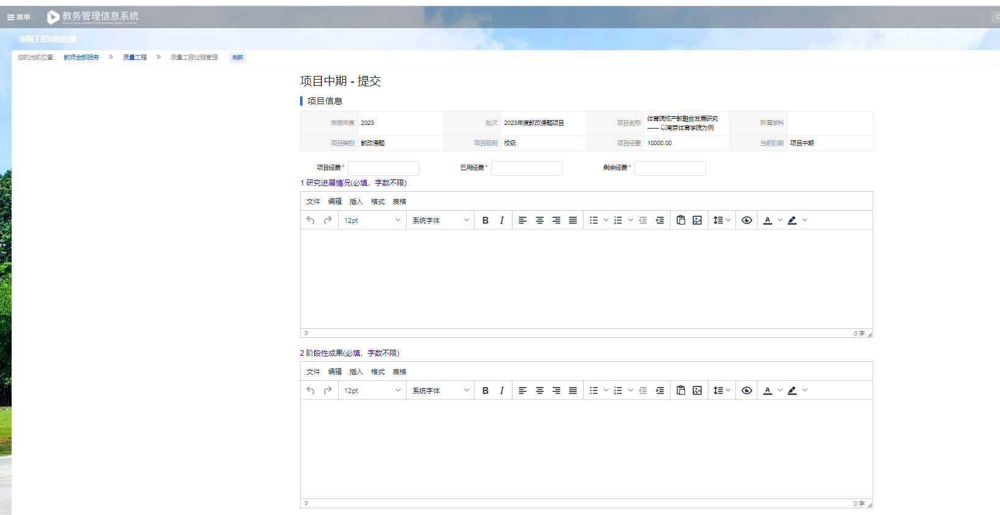 菜单 教务管理信息系统
EDUCATIONAL ADMINISTRATION MANAGEMENT SYSTEM
质量工程过程管理
您的当前位置： 教师全部服务 » 质量工程 » 质量工程过程管理 刷新
项目中期 - 提交
项目信息
申报年度 2023 批次 2023年度教改课题项目 项目名称 体育院校产教融合发展研究
—— 以南京体育学院为例 所属学科
项目类别 教改课题 项目级别 校级 项目经费 10000.00 当前阶段 项目中期
项目经费* 已用经费* 剩余经费*
1 研究进展情况(必填，字数不限)
文件 编辑 插入 格式 表格
12pt 系统字体 B I A
P 0 字
2 阶段性成果(必填，字数不限)
文件 编辑 插入 格式 表格
12pt 系统字体 B I A
P 0 字